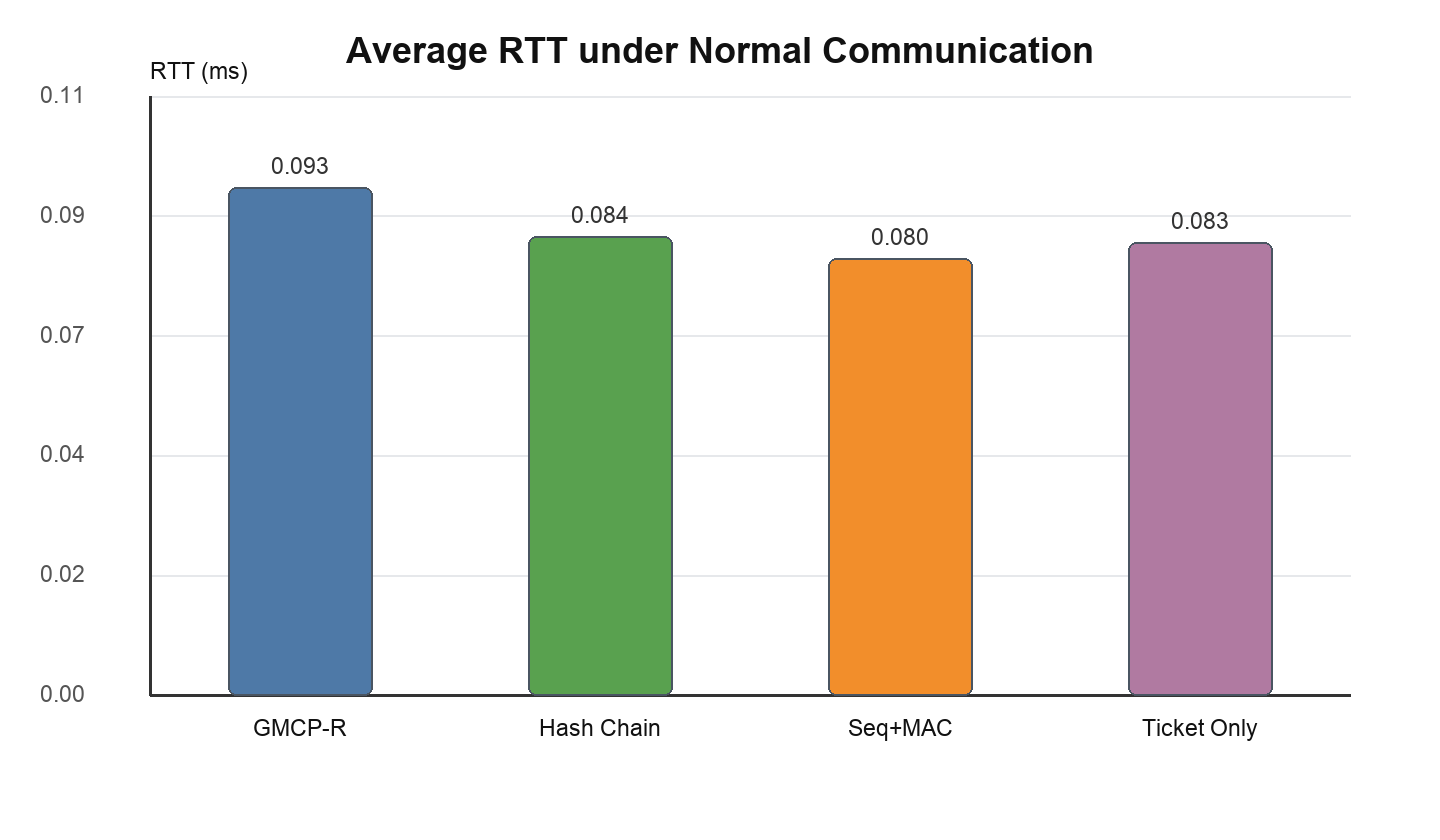 Average RTT under Normal Communication
RTT (ms)
0.11
0.09
0.07
0.04
0.02
0.00
0.093
0.084
0.080
0.083
GMCP-R
Hash Chain
Seq+MAC
Ticket Only